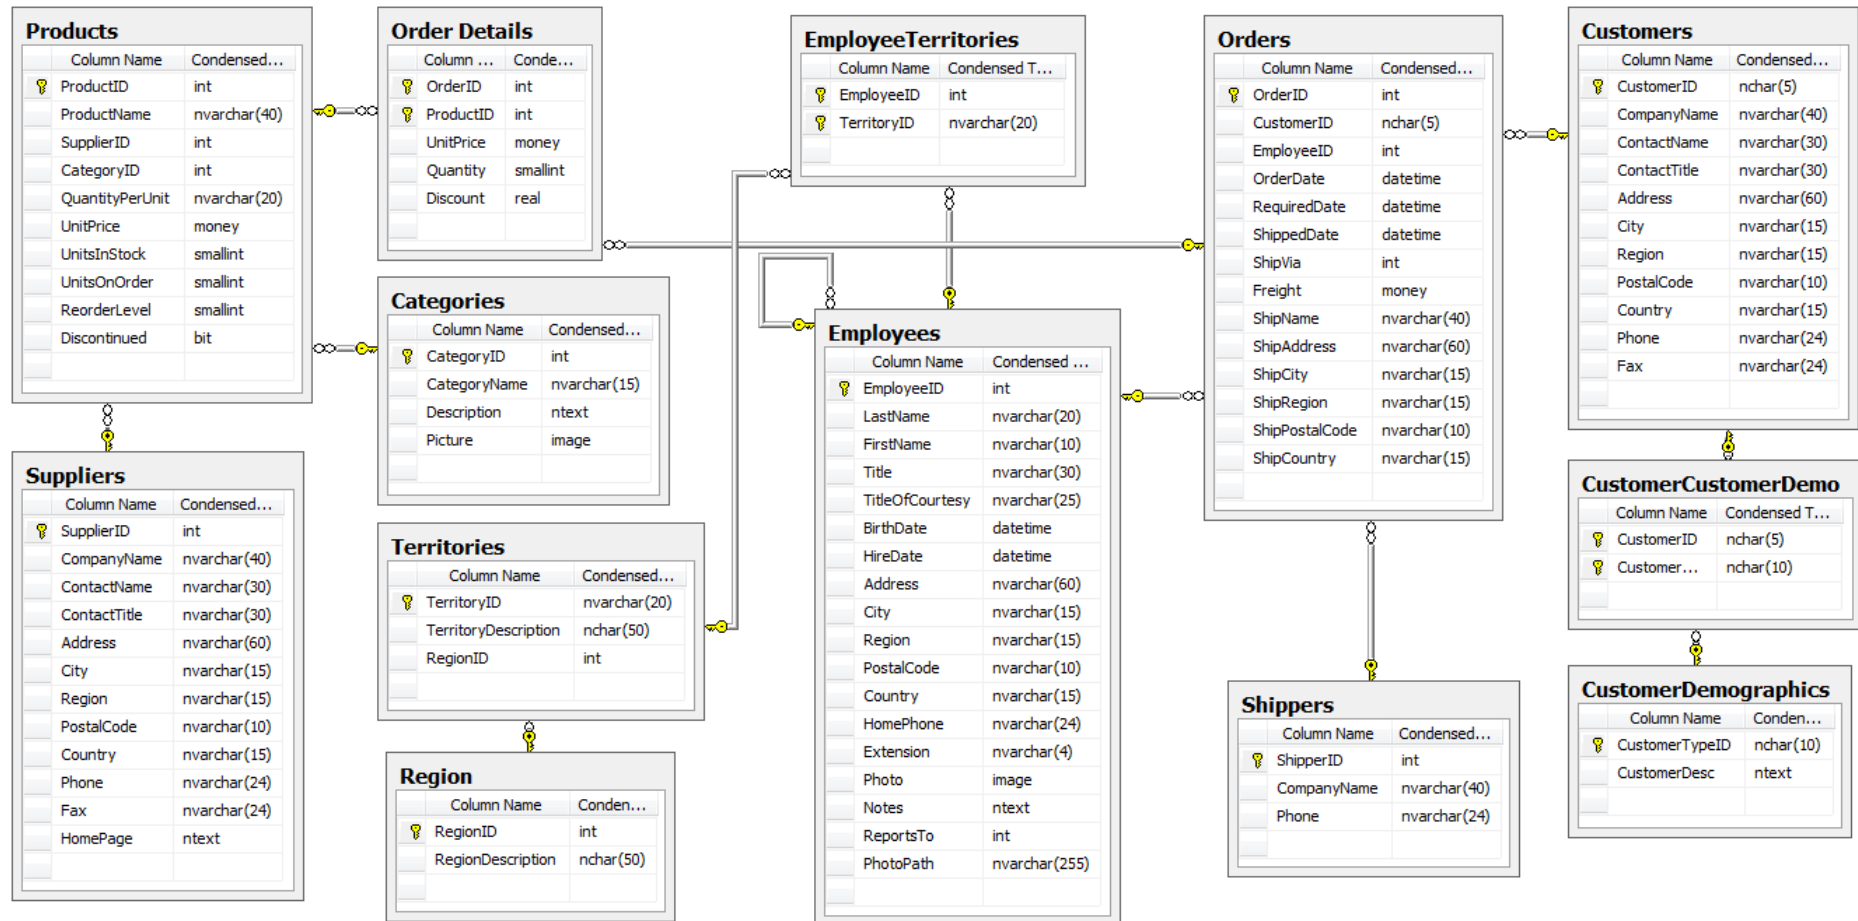 Products
Column Name Condensed...
ProductID int
ProductName nvarchar(40)
SupplierID int
CategoryID int
QuantityPerUnit nvarchar(20)
UnitPrice money
UnitsInStock smallint
UnitsOnOrder smallint
ReorderLevel smallint
Discontinued bit
Order Details
Column ... Conde...
OrderID int
ProductID int
UnitPrice money
Quantity smallint
Discount real
EmployeeTerritories
Column Name Condensed T...
EmployeeID int
TerritoryID nvarchar(20)
Orders
Column Name Condensed...
OrderID int
CustomerID nchar(5)
EmployeeID int
OrderDate datetime
RequiredDate datetime
ShippedDate datetime
ShipVia int
Freight money
ShipName nvarchar(40)
ShipAddress nvarchar(60)
ShipCity nvarchar(15)
ShipRegion nvarchar(15)
ShipPostalCode nvarchar(10)
ShipCountry nvarchar(15)
Customers
Column Name Condensed...
CustomerID nchar(5)
CompanyName nvarchar(40)
ContactName nvarchar(30)
ContactTitle nvarchar(30)
Address nvarchar(60)
City nvarchar(15)
Region nvarchar(15)
PostalCode nvarchar(10)
Country nvarchar(15)
Phone nvarchar(24)
Fax nvarchar(24)
Categories
Column Name Condensed...
CategoryID int
CategoryName nvarchar(15)
Description ntext
Picture image
Employees
Column Name Condensed ...
EmployeeID int
LastName nvarchar(20)
FirstName nvarchar(10)
Title nvarchar(30)
TitleOfCourtesy nvarchar(25)
BirthDate datetime
HireDate datetime
Address nvarchar(60)
City nvarchar(15)
Region nvarchar(15)
PostalCode nvarchar(10)
Country nvarchar(15)
HomePhone nvarchar(24)
Extension nvarchar(4)
Photo image
Notes ntext
ReportsTo int
PhotoPath nvarchar(255)
Suppliers
Column Name Condensed...
SupplierID int
CompanyName nvarchar(40)
ContactName nvarchar(30)
ContactTitle nvarchar(30)
Address nvarchar(60)
City nvarchar(15)
Region nvarchar(15)
PostalCode nvarchar(10)
Country nvarchar(15)
Phone nvarchar(24)
Fax nvarchar(24)
HomePage ntext
Territories
Column Name Condensed...
TerritoryID nvarchar(20)
TerritoryDescription nchar(50)
RegionID int
Region
Column Name Conden...
RegionID int
RegionDescription nchar(50)
CustomerCustomerDemo
Column Name Condensed T...
CustomerID nchar(5)
Customer... nchar(10)
Shippers
Column Name Condensed...
ShipperID int
CompanyName nvarchar(40)
Phone nvarchar(24)
CustomerDemographics
Column Name Conden...
CustomerTypeID nchar(10)
CustomerDesc ntext